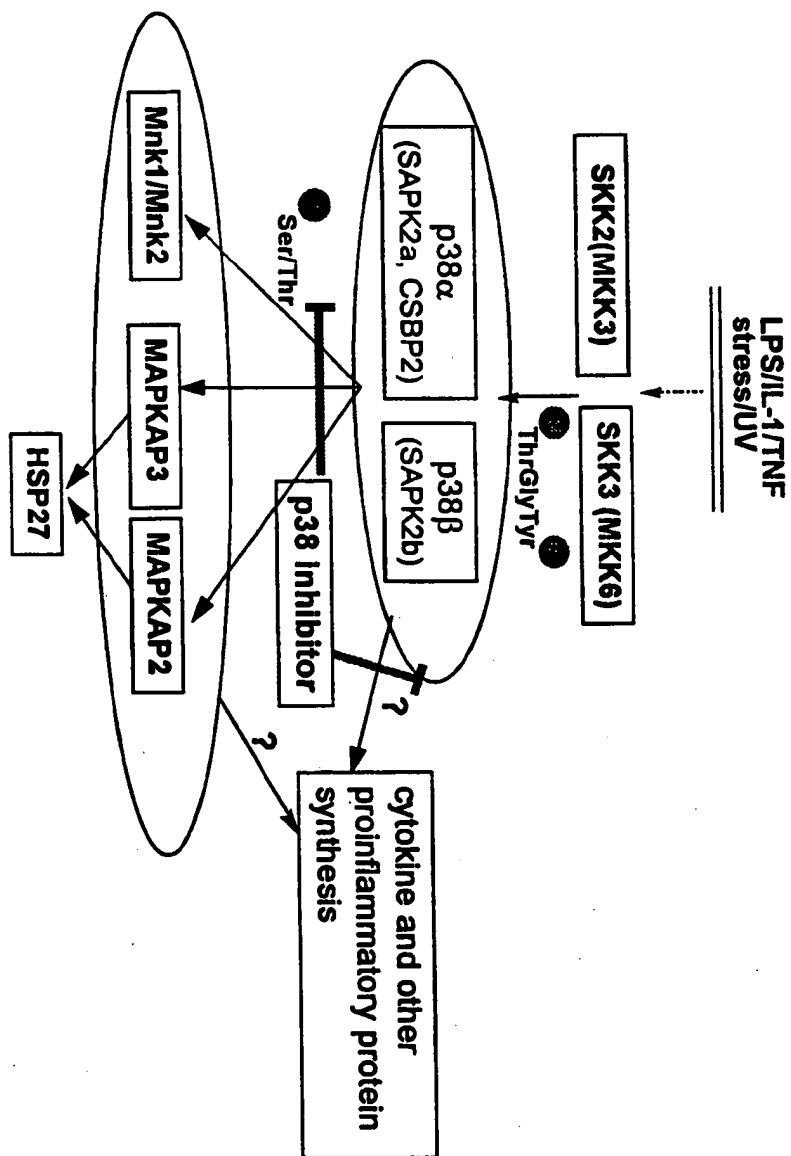 LPS/IL-1/TNF
stress/UV
SKK2(MKK3)
SKK3 (MKK6)
ThrGlyTyr
p38α
(SAPK2a, CSBP2)
p38β
(SAPK2b)
Ser/Thr
p38 inhibitor
?
cytokine and other
proinflammatory protein
synthesis
?
Mnk1/Mnk2
MAPKAP3
MAPKAP2
HSP27